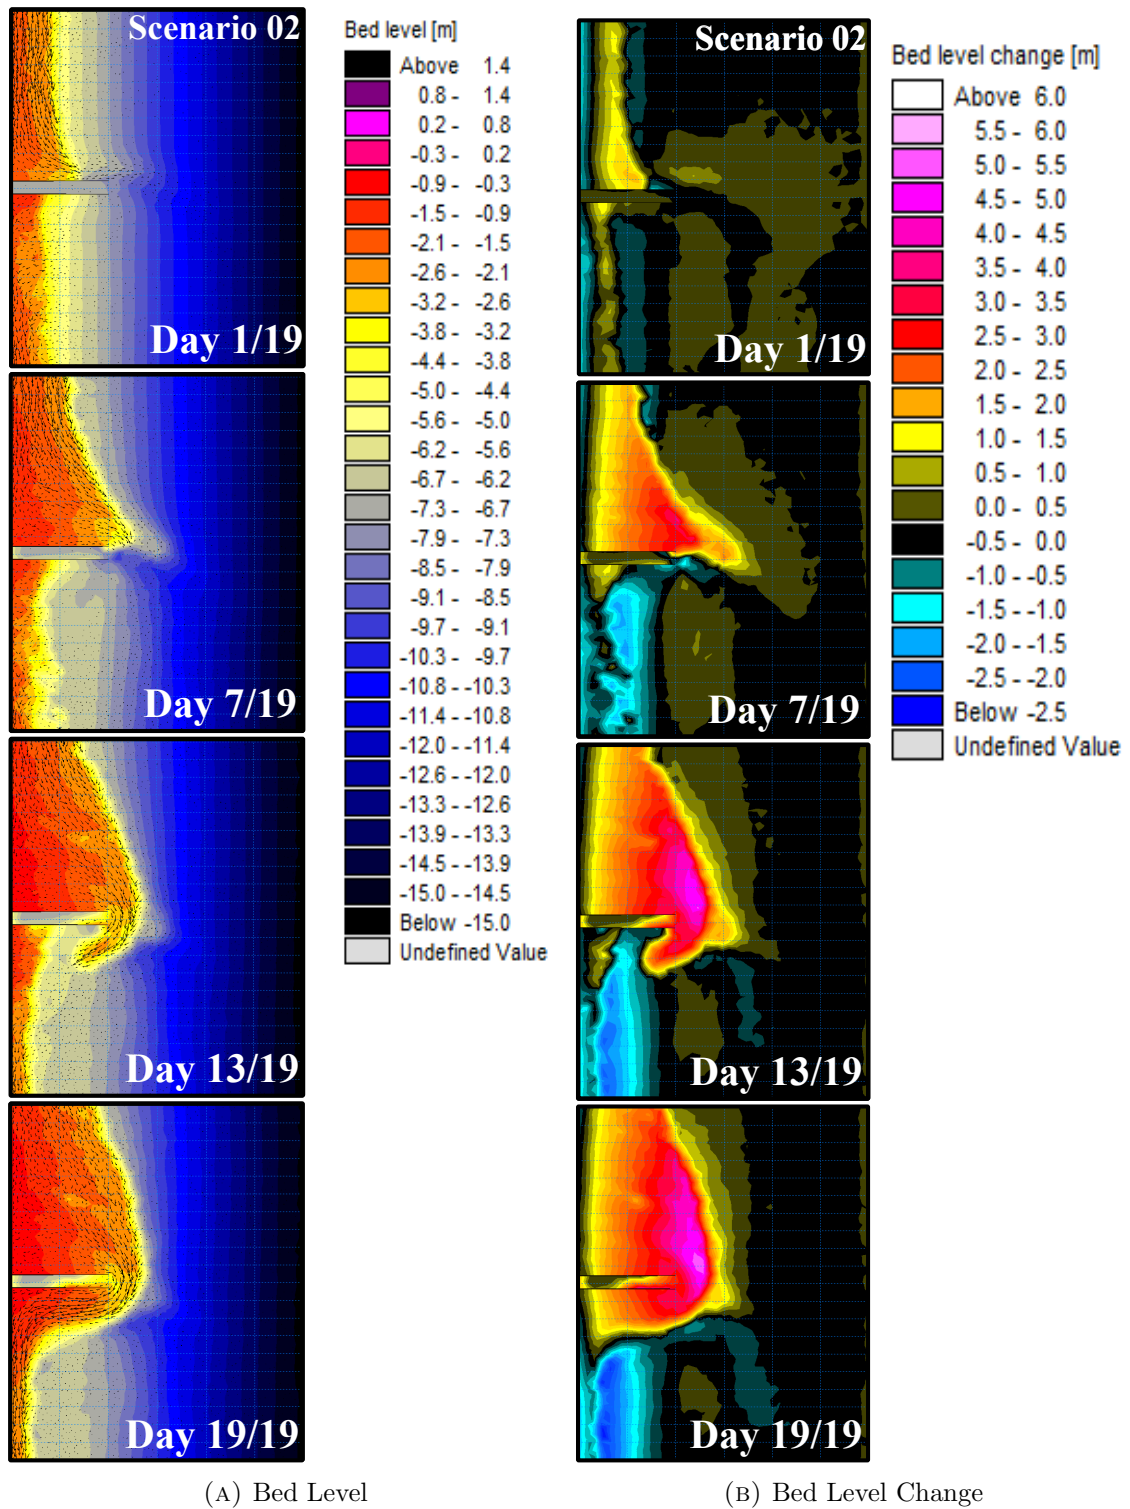 Scenario 02
Day 1/19
Day 7/19
Day 13/19
Day 19/19
Bed level [m]
Above 1.4
0.8 - 1.4
0.2 - 0.8
-0.3 - 0.2
-0.9 - -0.3
-1.5 - -0.9
-2.1 - -1.5
-2.6 - -2.1
-3.2 - -2.6
-3.8 - -3.2
-4.4 - -3.8
-5.0 - -4.4
-5.6 - -5.0
-6.2 - -5.6
-6.7 - -6.2
-7.3 - -6.7
-7.9 - -7.3
-8.5 - -7.9
-9.1 - -8.5
-9.7 - -9.1
-10.3 - -9.7
-10.8 - -10.3
-11.4 - -10.8
-12.0 - -11.4
-12.6 - -12.0
-13.3 - -12.6
-13.9 - -13.3
-14.5 - -13.9
-15.0 - -14.5
Below -15.0
Undefined Value
(A) Bed Level
Scenario 02
Day 1/19
Day 7/19
Day 13/19
Day 19/19
Bed level change [m]
Above 6.0
5.5 - 6.0
5.0 - 5.5
4.5 - 5.0
4.0 - 4.5
3.5 - 4.0
3.0 - 3.5
2.5 - 3.0
2.0 - 2.5
1.5 - 2.0
1.0 - 1.5
0.5 - 1.0
0.0 - 0.5
-0.5 - 0.0
-1.0 - -0.5
-1.5 - -1.0
-2.0 - -1.5
-2.5 - -2.0
Below -2.5
Undefined Value
(B) Bed Level Change